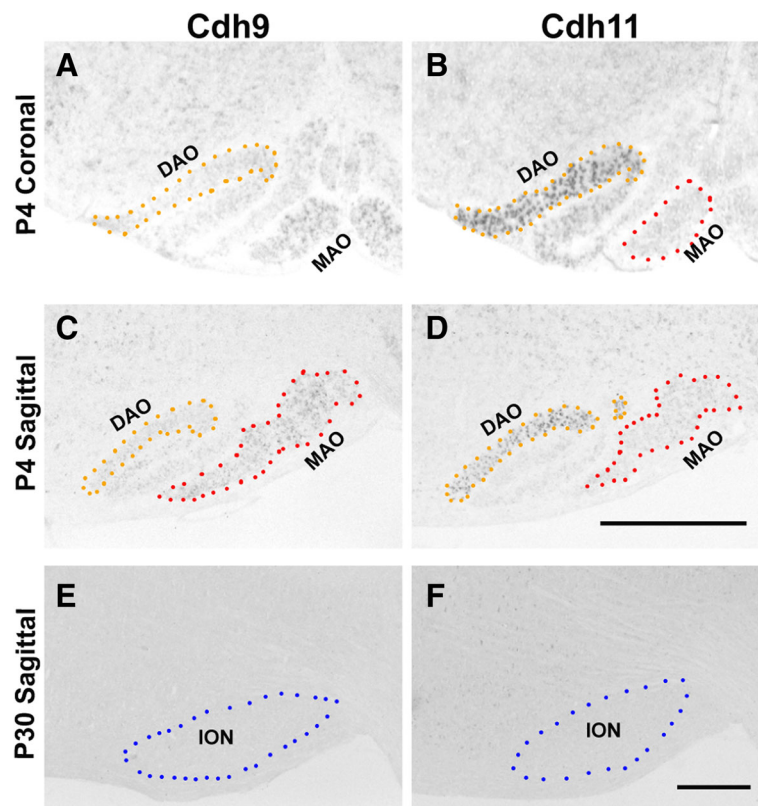 Cdh9
Cdh11
P4 Coronal
A
DAO
MAO
B
DAO
MAO
P4 Sagittal
C
DAO
MAO
D
DAO
MAO
P30 Sagittal
E
ION
F
ION